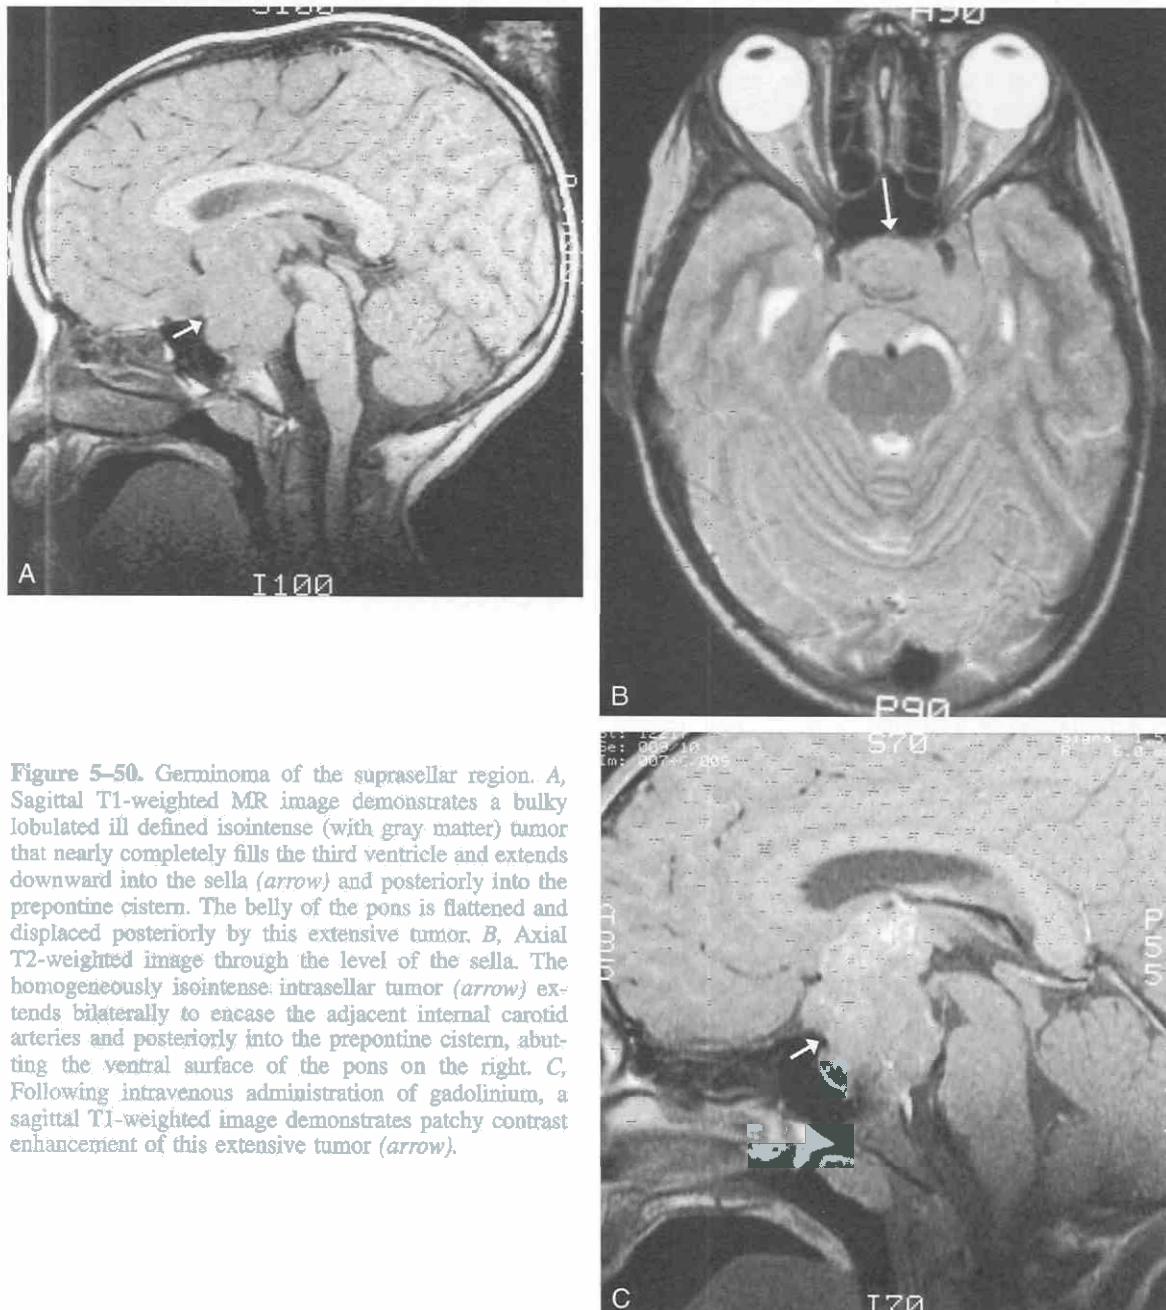 A
I100
A90
B
P90
Figure 5–50. Germinoma of the suprasellar region. A,
Sagittal T1-weighted MR image demonstrates a bulky
lobulated ill defined isointense (with gray matter) tumor
that nearly completely fills the third ventricle and extends
downward into the sella (arrow) and posteriorly into the
prepontine cistern. The belly of the pons is flattened and
displaced posteriorly by this extensive tumor. B, Axial
T2-weighted image through the level of the sella. The
homogeneously isointense intrasellar tumor (arrow) ex-
tends bilaterally to encase the adjacent internal carotid
arteries and posteriorly into the prepontine cistern, abut-
ting the ventral surface of the pons on the right. C,
Following intravenous administration of gadolinium, a
sagittal T1-weighted image demonstrates patchy contrast
enhancement of this extensive tumor (arrow).
S70
C
I70